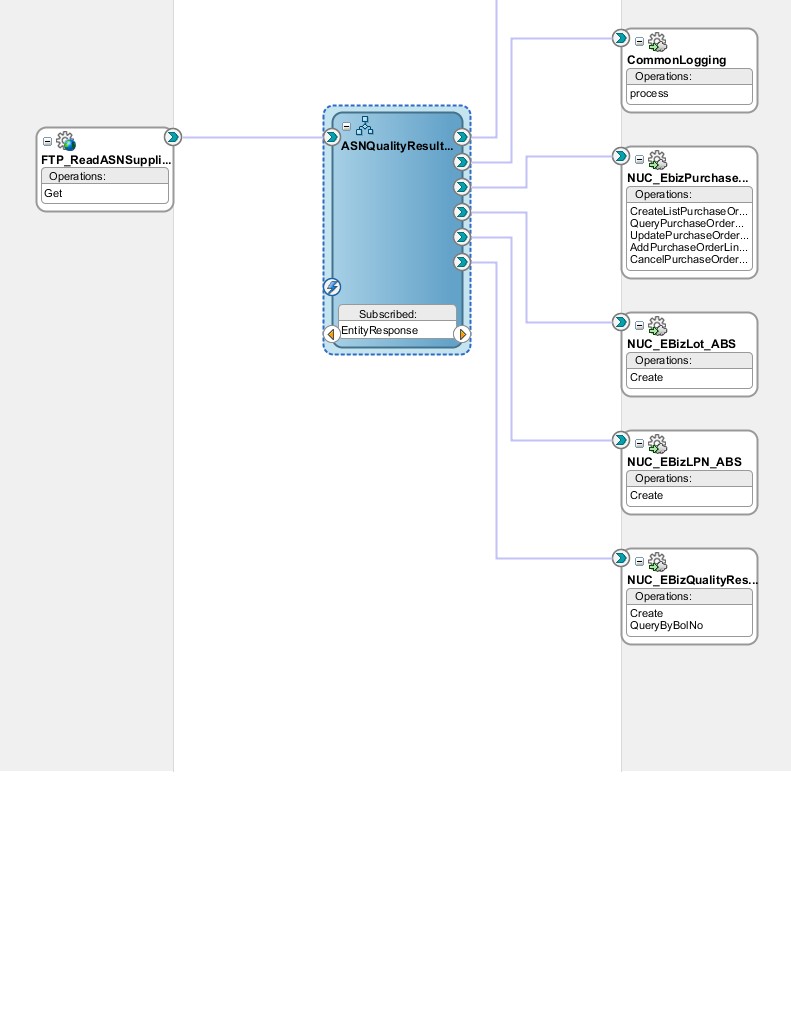 FTP_ReadASNSuppli...
Operations:
Get
ASNQualityResult...
Subscribed:
EntityResponse
CommonLogging
Operations:
process
NUC_EbizPurchase...
Operations:
CreateListPurchaseOr...
QueryPurchaseOrder...
UpdatePurchaseOrder...
AddPurchaseOrderLin...
CancelPurchaseOrder...
NUC_EBizLot_ABS
Operations:
Create
NUC_EBizLPN_ABS
Operations:
Create
NUC_EBizQualityRes...
Operations:
Create
QueryByBolNo